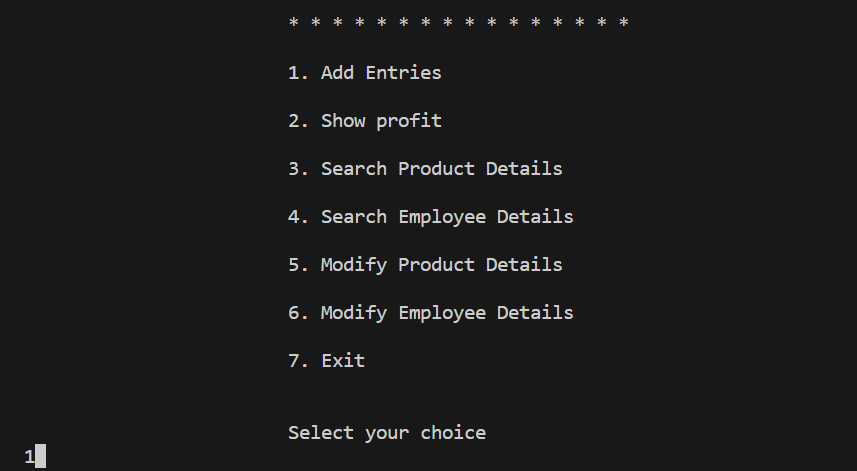 * * * * * * * * * * * * * * * *
1. Add Entries
2. Show profit
3. Search Product Details
4. Search Employee Details
5. Modify Product Details
6. Modify Employee Details
7. Exit
Select your choice
1